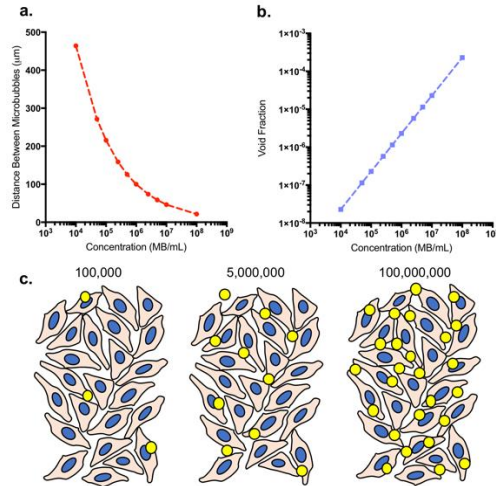 a.
b.
500
400
300
200
100
0
Distance Between Microbubbles (μm)
10³ 10⁴ 10⁵ 10⁶ 10⁷ 10⁸ 10⁹
Concentration (MB/mL)
1×10⁻³
1×10⁻⁴
1×10⁻⁵
1×10⁻⁶
1×10⁻⁷
1×10⁻⁸
Void Fraction
10³ 10⁴ 10⁵ 10⁶ 10⁷ 10⁸ 10⁹
Concentration (MB/mL)
c.
100,000 5,000,000 100,000,000